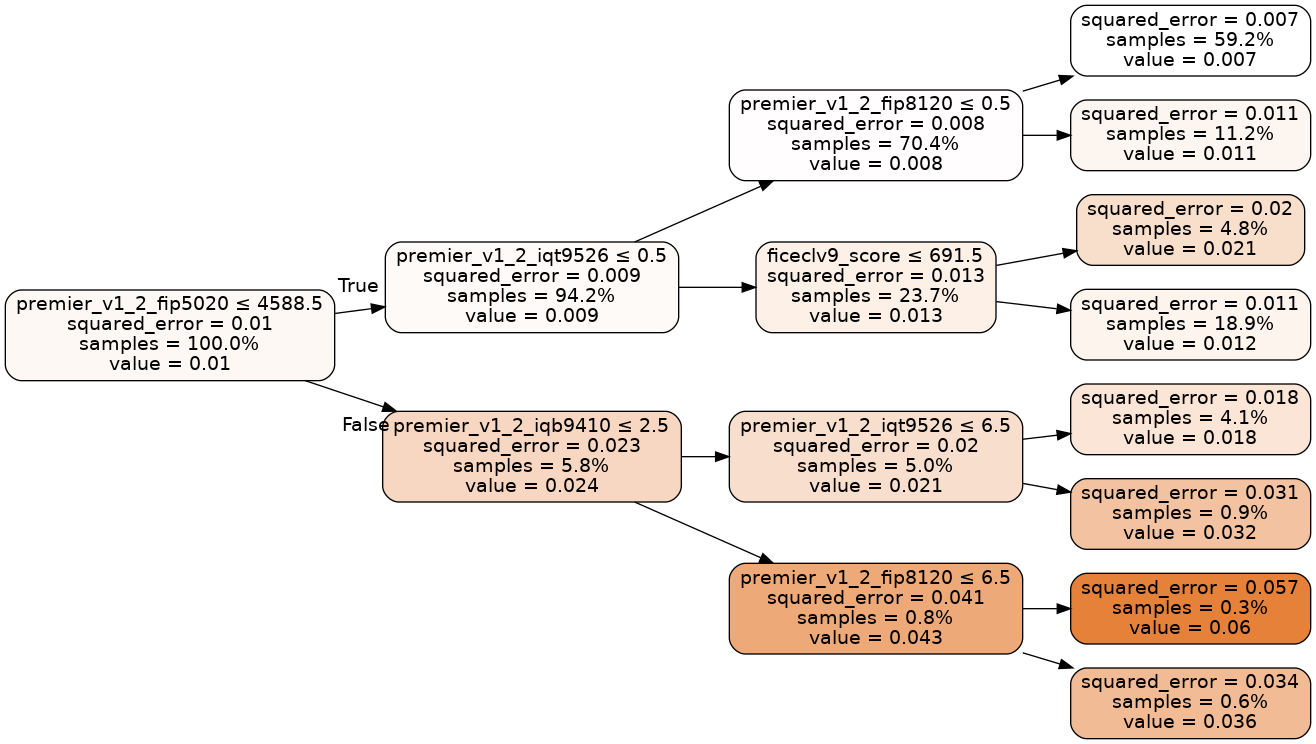 premier_v1_2_fip5020 ≤ 4588.5
squared_error = 0.01
samples = 100.0%
value = 0.01
True
False
premier_v1_2_iqt9526 ≤ 0.5
squared_error = 0.009
samples = 94.2%
value = 0.009
premier_v1_2_iqb9410 ≤ 2.5
squared_error = 0.023
samples = 5.8%
value = 0.024
premier_v1_2_fip8120 ≤ 0.5
squared_error = 0.008
samples = 70.4%
value = 0.008
ficeclv9_score ≤ 691.5
squared_error = 0.013
samples = 23.7%
value = 0.013
premier_v1_2_iqt9526 ≤ 6.5
squared_error = 0.02
samples = 5.0%
value = 0.021
premier_v1_2_fip8120 ≤ 6.5
squared_error = 0.041
samples = 0.8%
value = 0.043
squared_error = 0.007
samples = 59.2%
value = 0.007
squared_error = 0.011
samples = 11.2%
value = 0.011
squared_error = 0.02
samples = 4.8%
value = 0.021
squared_error = 0.011
samples = 18.9%
value = 0.012
squared_error = 0.018
samples = 4.1%
value = 0.018
squared_error = 0.031
samples = 0.9%
value = 0.032
squared_error = 0.057
samples = 0.3%
value = 0.06
squared_error = 0.034
samples = 0.6%
value = 0.036